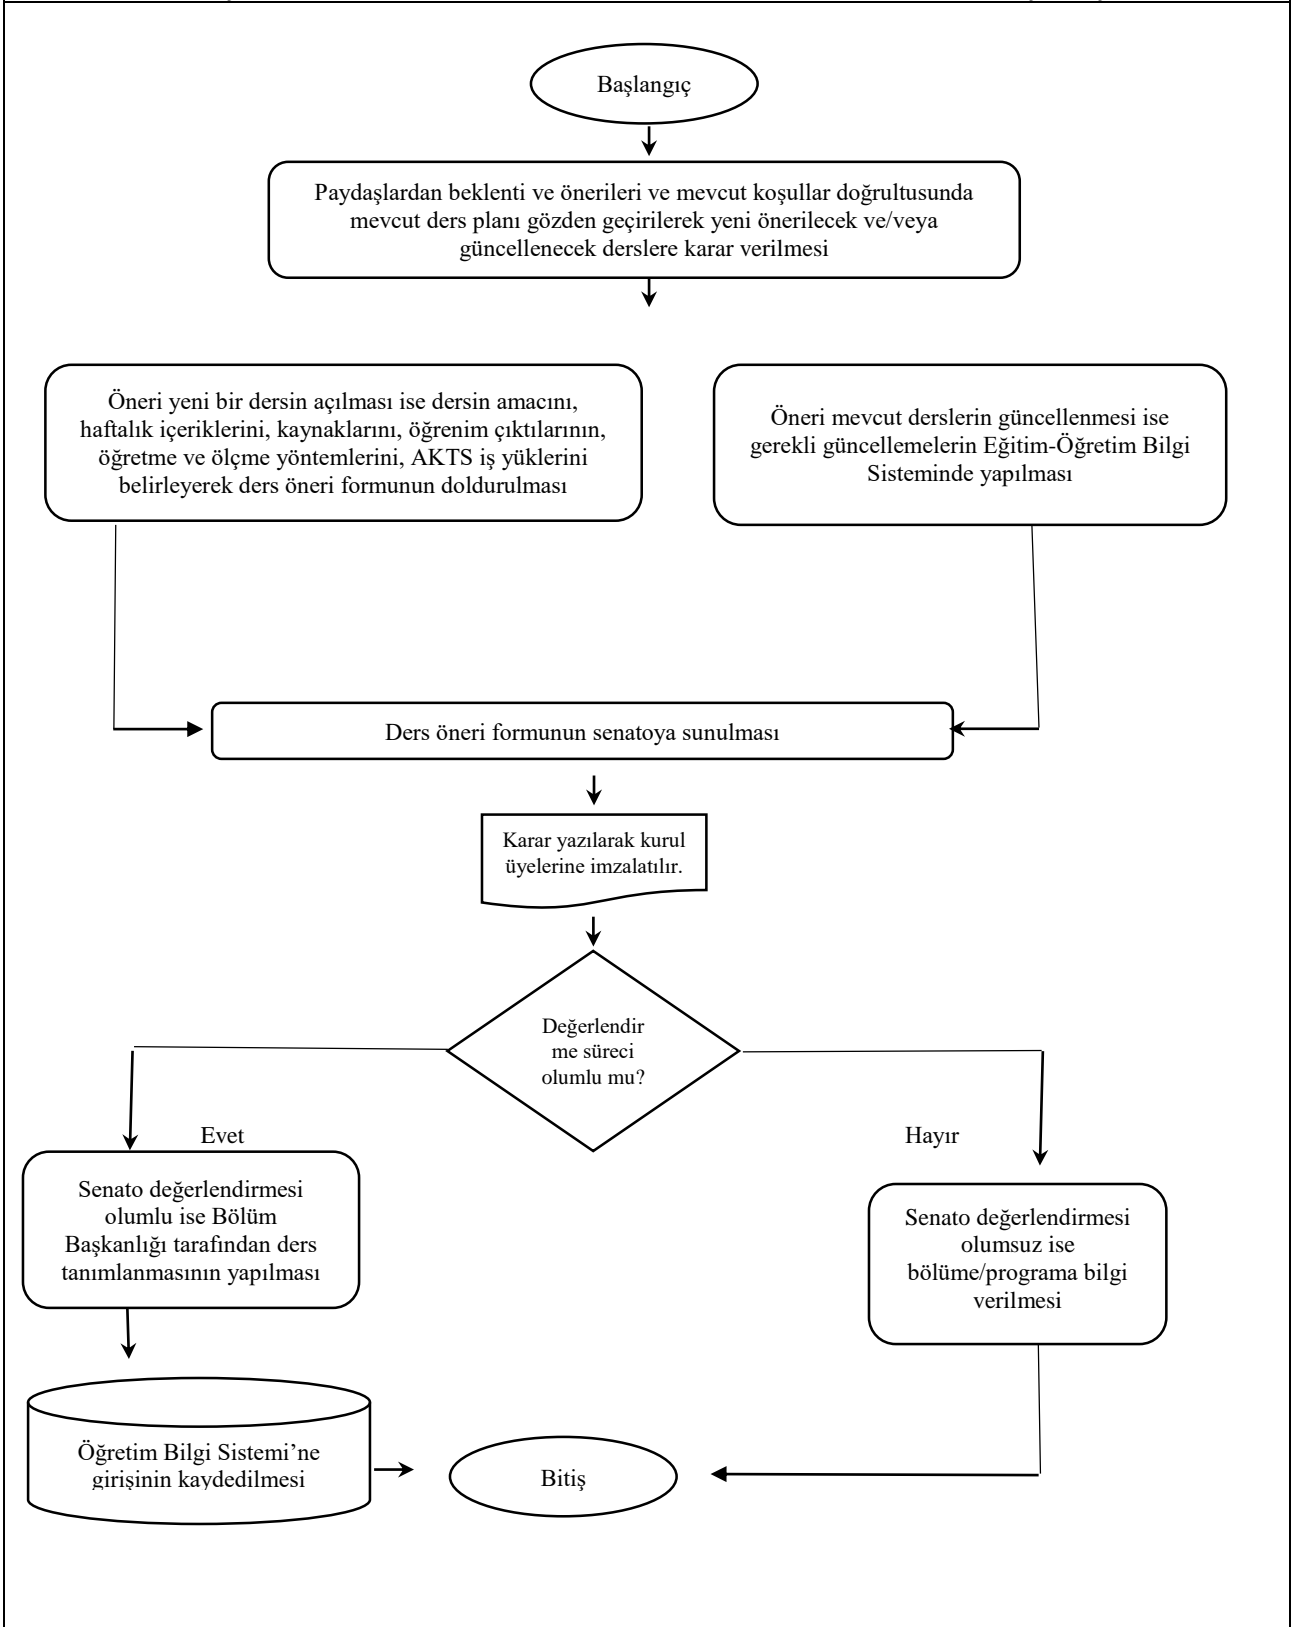 Başlangıç
Paydaşlardan beklenti ve önerileri ve mevcut koşullar doğrultusunda
mevcut ders planı gözden geçirilerek yeni önerilecek ve/veya
güncellenecek derslere karar verilmesi
Öneri yeni bir dersin açılması ise dersin amacını,
haftalık içeriklerini, kaynaklarını, öğrenim çıktılarının,
öğretme ve ölçme yöntemlerini, AKTS iş yüklerini
belirleyerek ders öneri formunun doldurulması
Öneri mevcut derslerin güncellenmesi ise
gerekli güncellemelerin Eğitim-Öğretim Bilgi
Sisteminde yapılması
Ders öneri formunun senatoya sunulması
Karar yazılarak kurul
üyelerine imzalatılır.
Değerlendir
me süreci
olumlu mu?
Evet
Hayır
Senato değerlendirmesi
olumlu ise Bölüm
Başkanlığı tarafından ders
tanımlanmasının yapılması
Senato değerlendirmesi
olumsuz ise
bölüme/programa bilgi
verilmesi
Öğretim Bilgi Sistemi’ne
girişinin kaydedilmesi
Bitiş